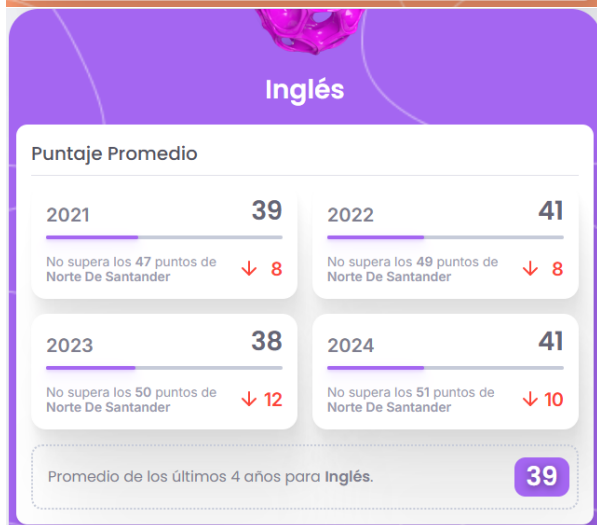 Inglés
Puntaje Promedio
2021 39
No supera los 47 puntos de
Norte De Santander
↓ 8
2022 41
No supera los 49 puntos de
Norte De Santander
↓ 8
2023 38
No supera los 50 puntos de
Norte De Santander
↓ 12
2024 41
No supera los 51 puntos de
Norte De Santander
↓ 10
Promedio de los últimos 4 años para Inglés. 39